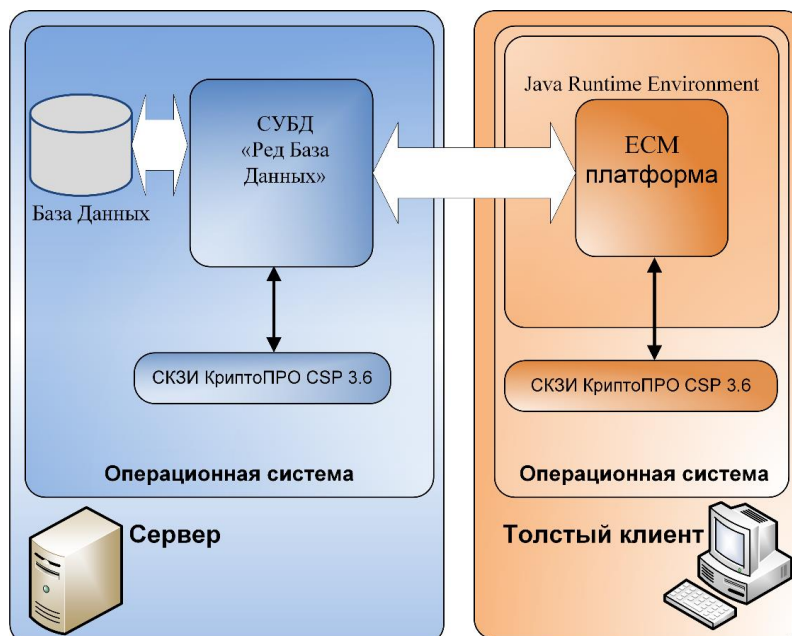 СУБД
«Ред База
Данных»
База Данных
СКЗИ КриптоПРО CSP 3.6
Операционная система
Сервер
Java Runtime Environment
ECM
платформа
СКЗИ КриптоПРО CSP 3.6
Операционная система
Толстый клиент